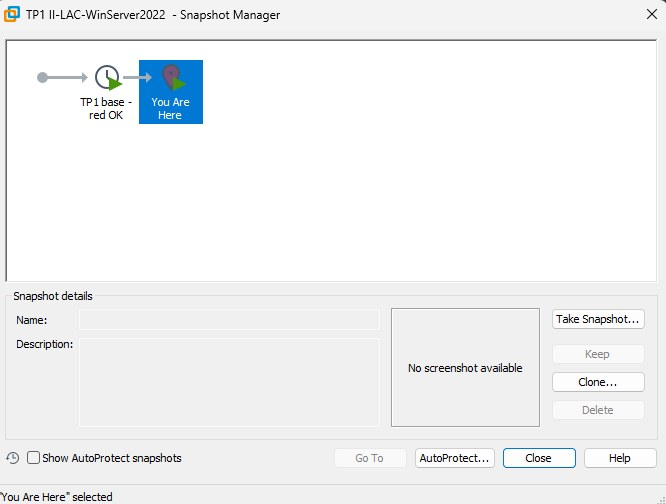 TP1 II-LAC-WinServer2022 - Snapshot Manager
TP1 base -
red OK
You Are
Here
Snapshot details
Name:
Description:
No screenshot available
Take Snapshot...
Keep
Clone...
Delete
Show AutoProtect snapshots
Go To
AutoProtect...
Close
Help
"You Are Here" selected